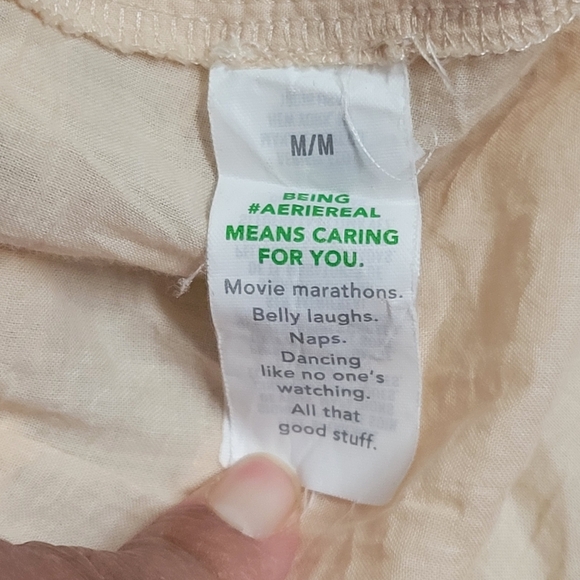 M/M
BEING
#AERIEREAL
MEANS CARING
FOR YOU.
Movie marathons.
Belly laughs.
Naps.
Dancing
like no one's
watching.
All that
good stuff.